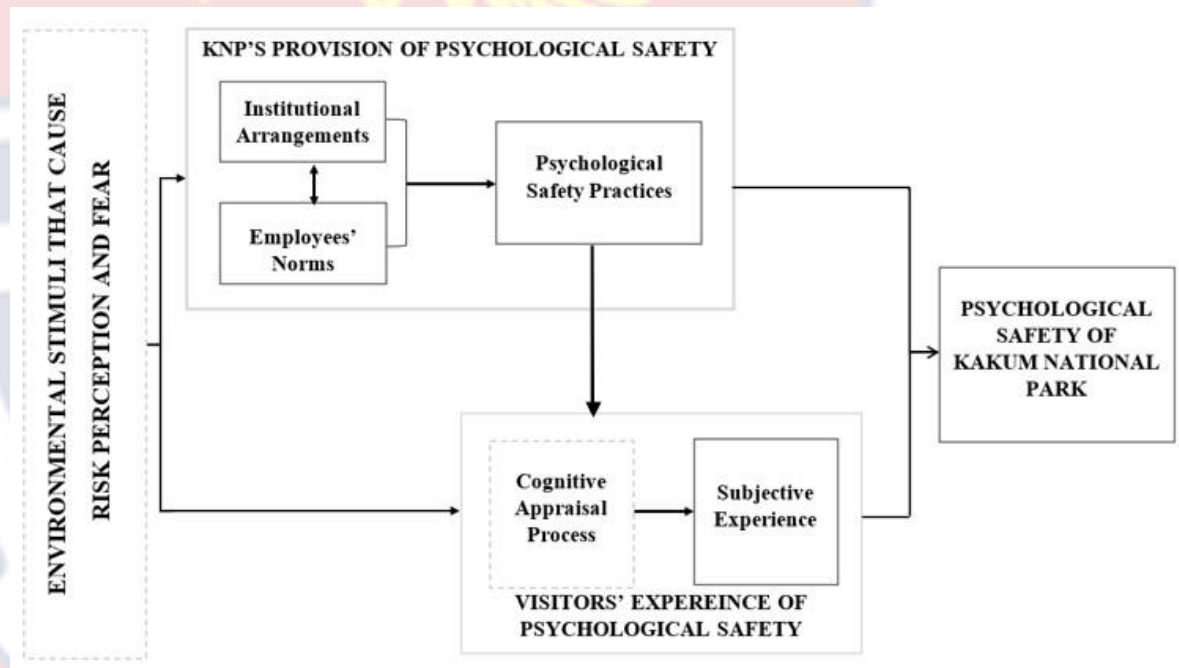 ENVIRONMENTAL STIMULI THAT CAUSE
RISK PERCEPTION AND FEAR
KNP'S PROVISION OF PSYCHOLOGICAL SAFETY
Institutional
Arrangements
Employees'
Norms
Psychological
Safety Practices
Cognitive
Appraisal
Process
Subjective
Experience
VISITORS' EXPEREINCE OF
PSYCHOLOGICAL SAFETY
PSYCHOLOGICAL
SAFETY OF
KAKUM NATIONAL
PARK